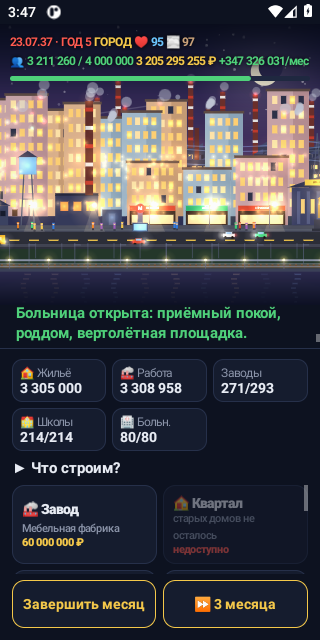 3:47
23.07.37 · ГОД 5 ГОРОД ❤️ 95 📰 97
👥 3 211 260 / 4 000 000 3 205 295 255 ₽ +347 326 031/мес
Больница открыта: приёмный покой,
роддом, вертолётная площадка.
🏠 Жильё
3 305 000
🏭 Работа
3 308 958
Заводы
271/293
🏫 Школы
214/214
🏥 Больн.
80/80
► Что строим?
🏭 Завод
Мебельная фабрика
60 000 000 ₽
🏠 Квартал
старых домов не
осталось
недоступно
Завершить месяц
⏩ 3 месяца